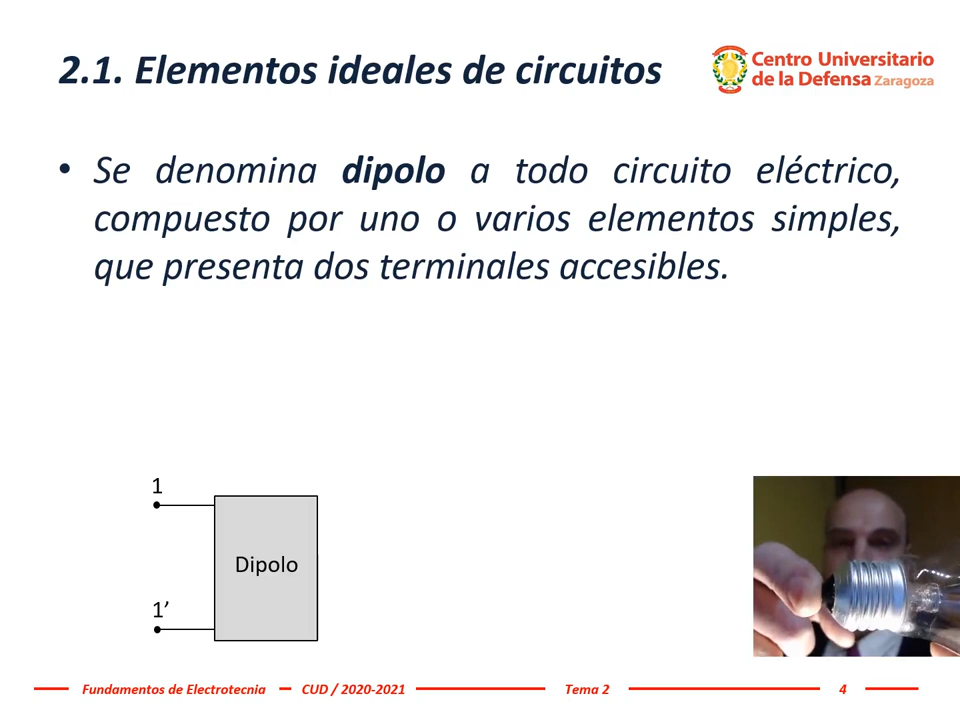 2.1. Elementos ideales de circuitos
Centro Universitario
de la Defensa Zaragoza
• Se denomina dipolo a todo circuito eléctrico,
compuesto por uno o varios elementos simples,
que presenta dos terminales accesibles.
1
Dipolo
1’
Fundamentos de Electrotecnia CUD / 2020-2021 Tema 2 4